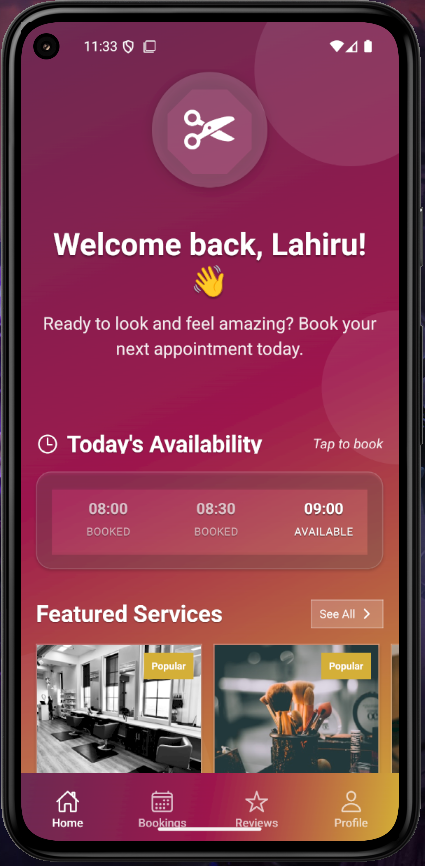 11:33
Welcome back, Lahiru!
👋
Ready to look and feel amazing? Book your
next appointment today.
Today's Availability Tap to book
08:00 08:30 09:00
BOOKED BOOKED AVAILABLE
Featured Services See All
Popular Popular
Home Bookings Reviews Profile